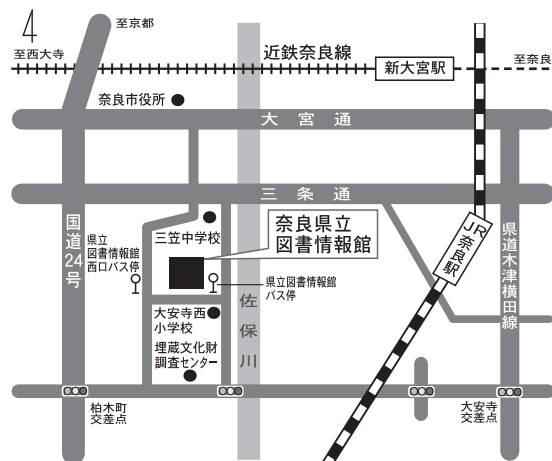 4
至京都
至西大寺
近鉄奈良線
新大宮駅
至奈良
奈良市役所
大宮通
三条通
国道24号
県立
図書情報館
西口バス停
三笠中学校
奈良県立
図書情報館
県立図書情報館
バス停
JR奈良駅
県道木津横田線
大安寺西
小学校
佐保川
埋蔵文化財
調査センター
柏木町
交差点
大安寺
交差点